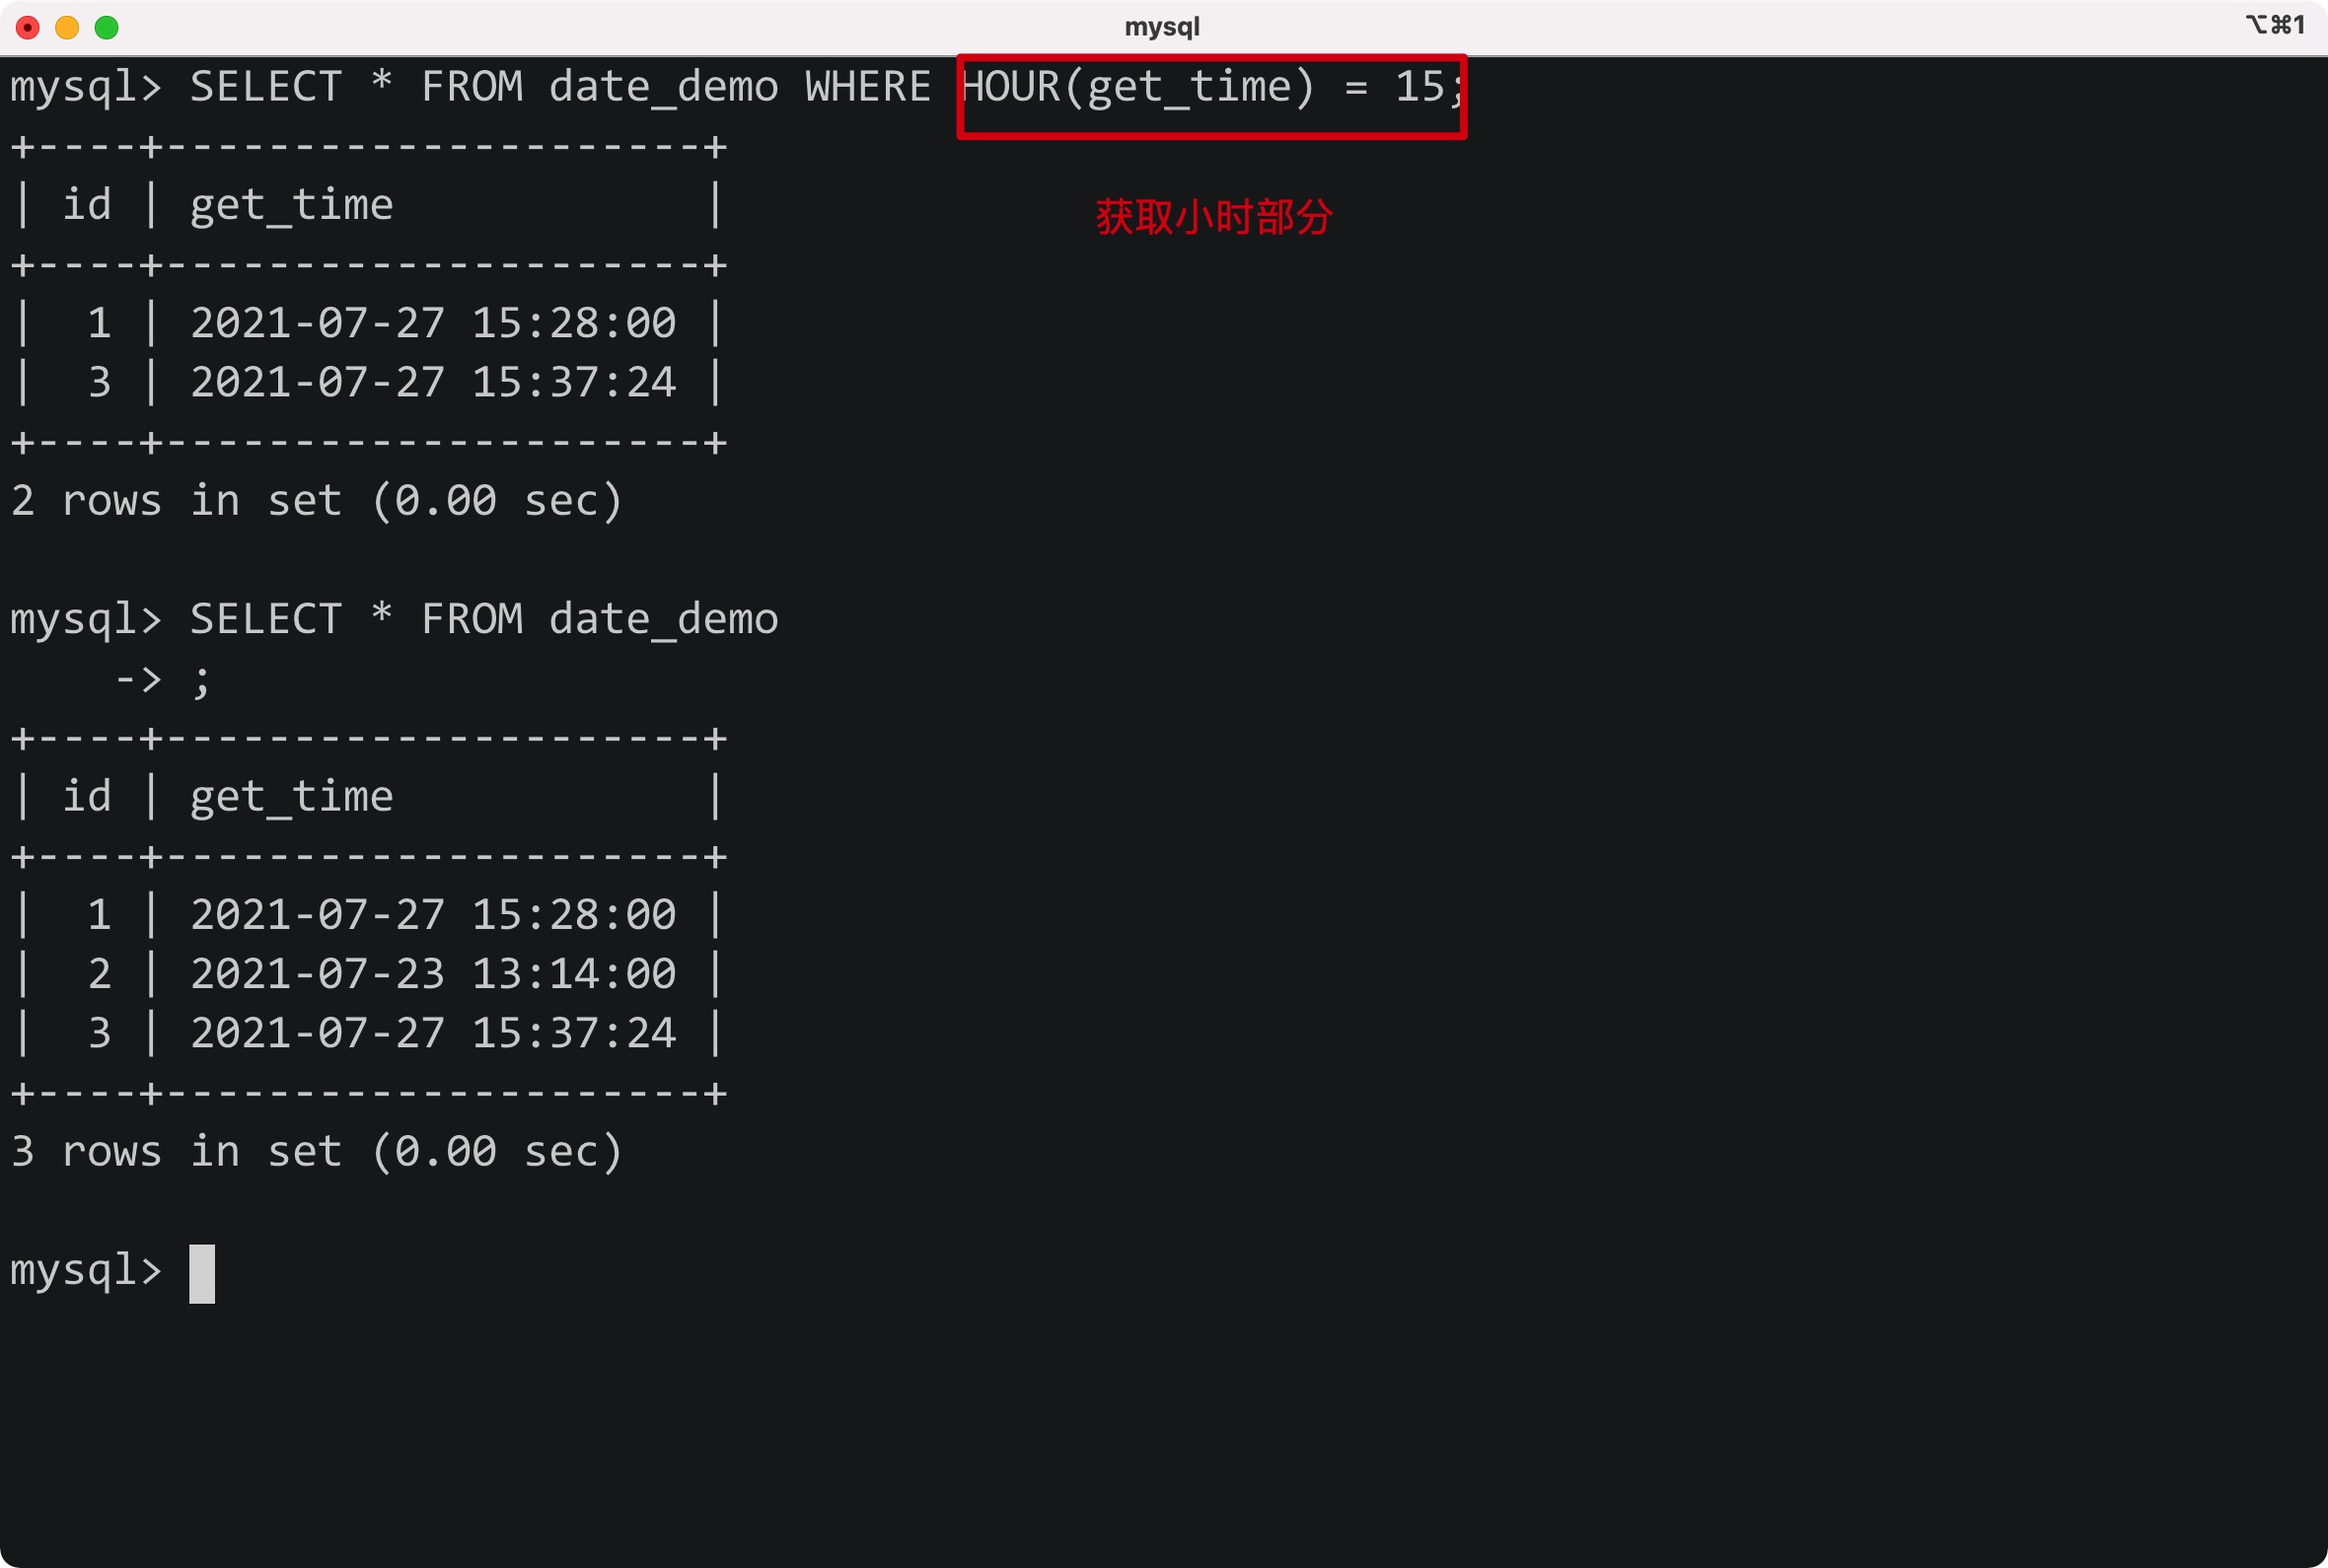 mysql
⌥⌘1
mysql> SELECT * FROM date_demo WHERE HOUR(get_time) = 15;
+----+---------------------+
| id | get_time            |
获取小时部分
+----+---------------------+
|  1 | 2021-07-27 15:28:00 |
|  3 | 2021-07-27 15:37:24 |
+----+---------------------+
2 rows in set (0.00 sec)
mysql> SELECT * FROM date_demo
    -> ;
+----+---------------------+
| id | get_time            |
+----+---------------------+
|  1 | 2021-07-27 15:28:00 |
|  2 | 2021-07-23 13:14:00 |
|  3 | 2021-07-27 15:37:24 |
+----+---------------------+
3 rows in set (0.00 sec)
mysql>